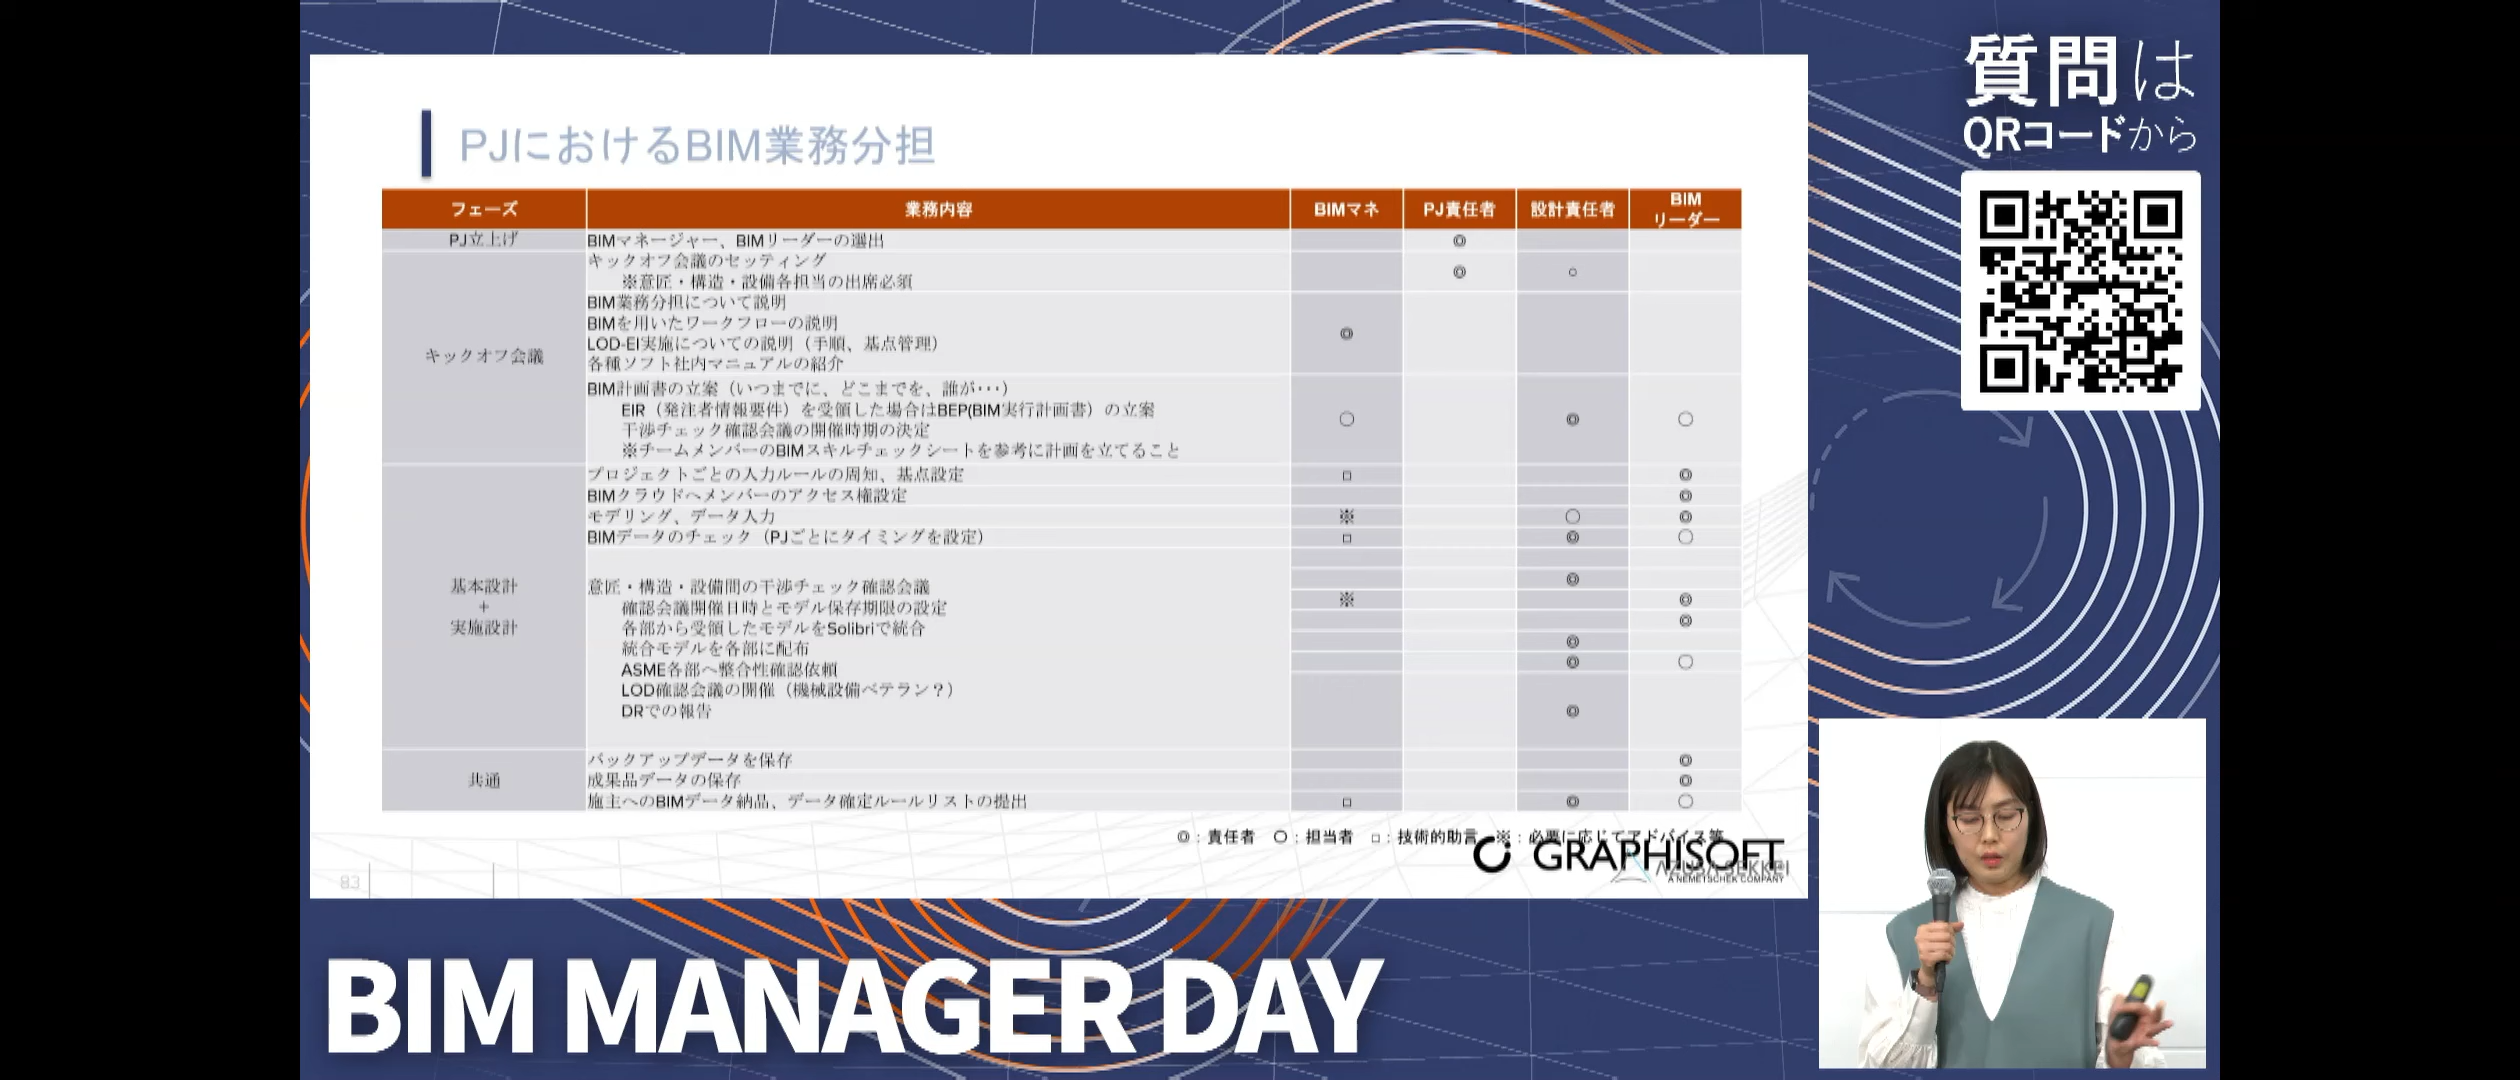 質問は
QRコードから
PJにおけるBIM業務分担
フェーズ 業務内容 BIMマネ PJ責任者 設計責任者 BIMリーダー
PJ立上げ BIMマネージャー、BIMリーダーの選出 ◎
キックオフ会議のセッティング
※意匠・構造・設備各担当の出席必須 ◎ ○
キックオフ会議
BIM業務分担について説明
BIMを用いたワークフローの説明
LOD-EI実施についての説明（手順、基点管理）
各種ソフト社内マニュアルの紹介
◎
BIM計画書の立案（いつまでに、どこまでを、誰が･･･）
EIR（発注者情報要件）を受領した場合はBEP(BIM実行計画書）の立案
干渉チェック確認会議の開催時期の決定
※チームメンバーのBIMスキルチェックシートを参考に計画を立てること
○ ◎ ○
プロジェクトごとの入力ルールの周知、基点設定 □ ◎
BIMクラウドへメンバーのアクセス権設定 ◎
モデリング、データ入力 ※ ○ ◎
BIMデータのチェック（PJごとにタイミングを設定） □ ◎ ○
基本設計
+
実施設計
意匠・構造・設備間の干渉チェック確認会議 ◎
確認会議開催日時とモデル保存期限の設定 ※ ◎
各部から受領したモデルをSolibriで統合 ◎
統合モデルを各部に配布 ◎
ASME各部へ整合性確認依頼 ◎ ○
LOD確認会議の開催（機械設備ベテラン？）
DRでの報告 ◎
共通
バックアップデータを保存 ◎
成果品データの保存 ◎
施主へのBIMデータ納品、データ確定ルールリストの提出 □ ◎ ○
◎：責任者 ○：担当者 □：技術的助言 ※：必要に応じてアドバイス等
GRAPHISOFT
A NEMETSCHEK COMPANY
AZUSA SEKKEI
83
BIM MANAGER DAY